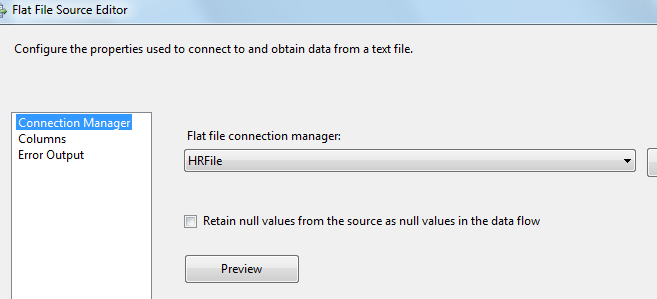 Flat File Source Editor
Configure the properties used to connect to and obtain data from a text file.
Connection Manager
Columns
Error Output
Flat file connection manager:
HRFile
Retain null values from the source as null values in the data flow
Preview